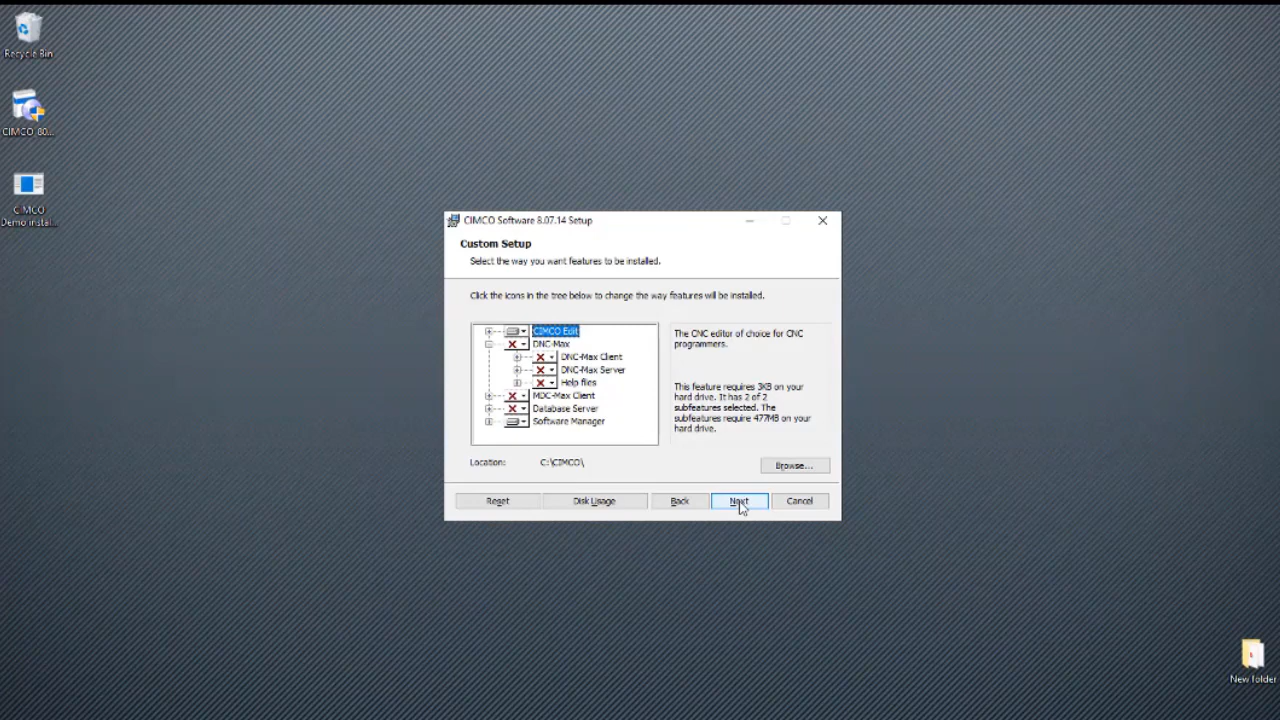 Recycle Bin
CIMCO 80...
CIMCO
Demo instal...
CIMCO Software 8.07.14 Setup
Custom Setup
Select the way you want features to be installed.
Click the icons in the tree below to change the way features will be installed.
CIMCO Edit
DNC-Max
DNC-Max Client
DNC-Max Server
Help files
MDC-Max Client
Database Server
Software Manager
The CNC editor of choice for CNC
programmers.
This feature requires 3KB on your
hard drive. It has 2 of 2
subfeatures selected. The
subfeatures require 477MB on your
hard drive.
Location: C:\CIMCO\
Browse...
Reset Disk Usage Back Next Cancel
New folder